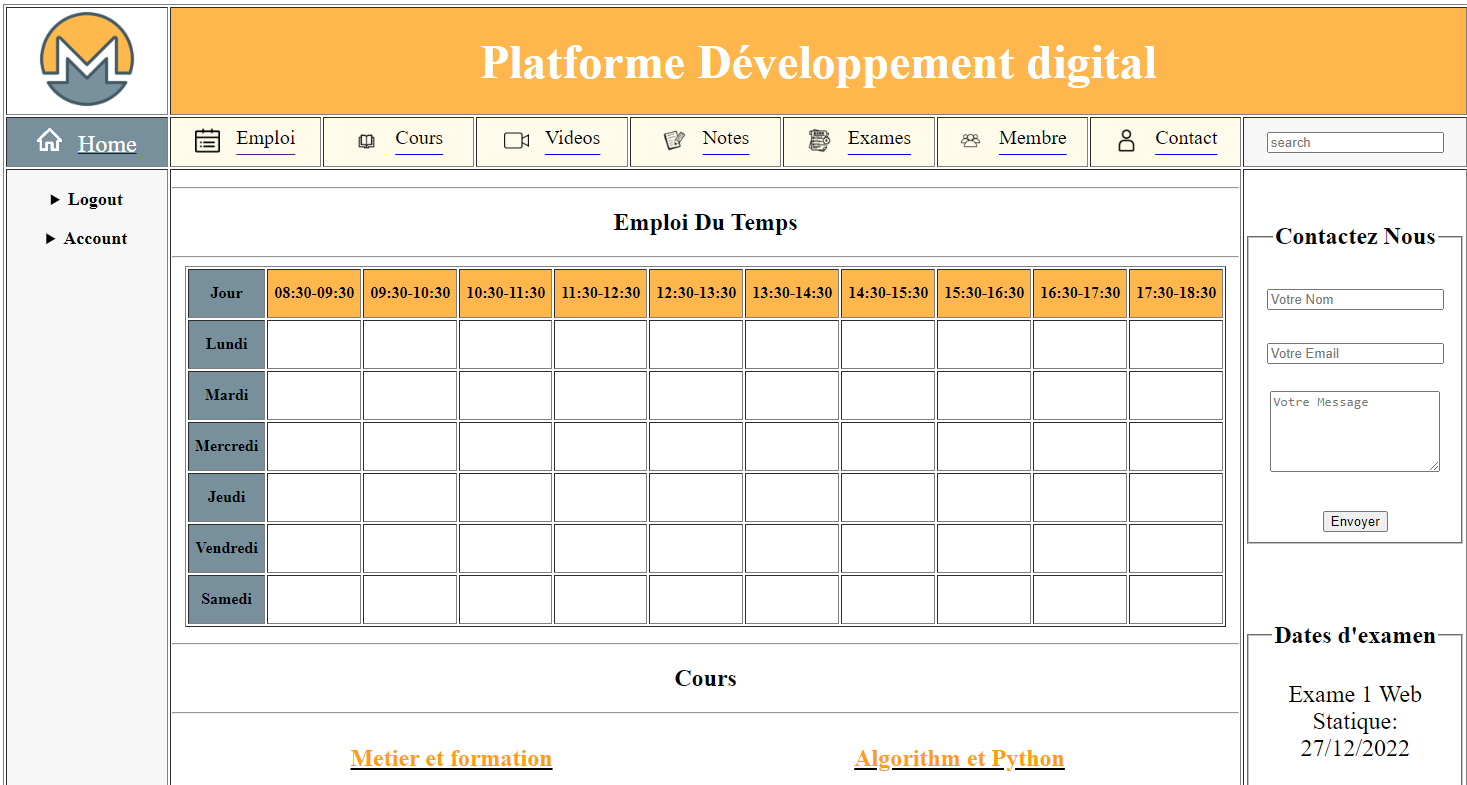 Platforme Développement digital
Home
Emploi
Cours
Videos
Notes
Exames
Membre
Contact
search
Logout
Account
Emploi Du Temps
Jour 08:30-09:30 09:30-10:30 10:30-11:30 11:30-12:30 12:30-13:30 13:30-14:30 14:30-15:30 15:30-16:30 16:30-17:30 17:30-18:30
Lundi
Mardi
Mercredi
Jeudi
Vendredi
Samedi
Cours
Metier et formation
Algorithm et Python
Contactez Nous
Votre Nom
Votre Email
Votre Message
Envoyer
Dates d'examen
Exame 1 Web
Statique:
27/12/2022